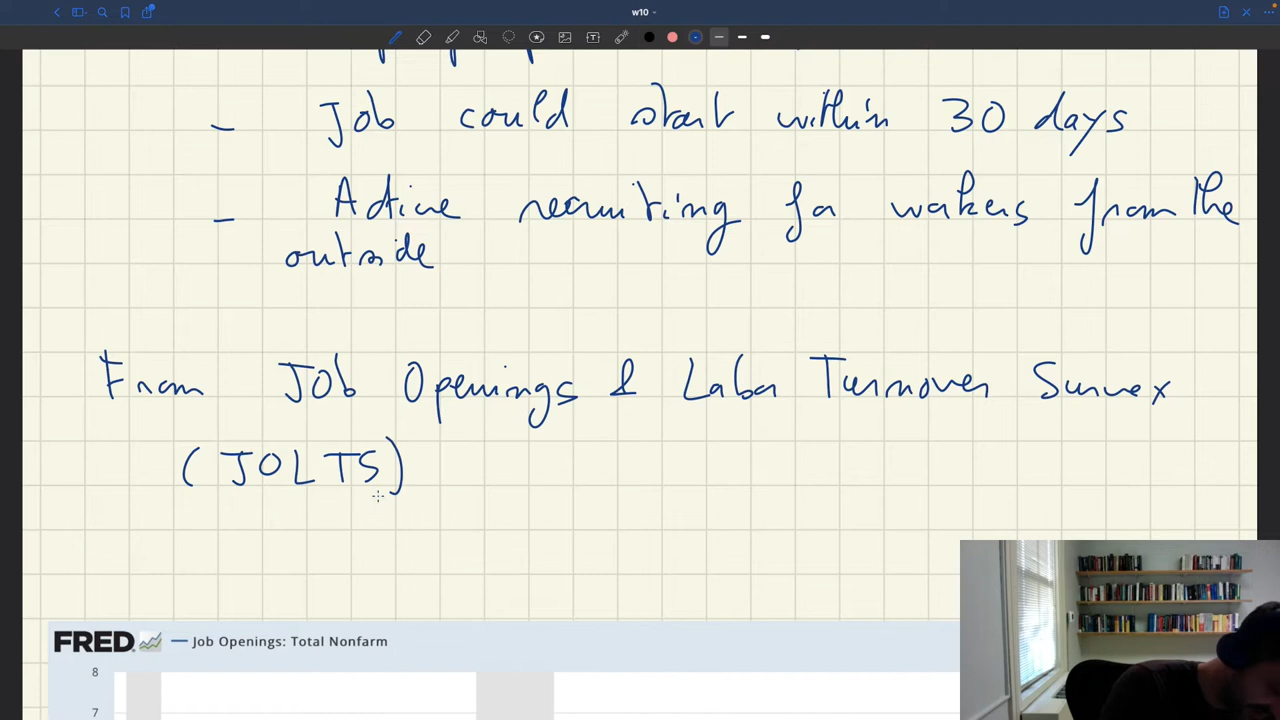 w10
- Job could start within 30 days
- Active recruiting for workers from the
outside
From Job Openings & Labor Turnover Survey
(JOLTS)
FRED Job Openings: Total Nonfarm
8
7